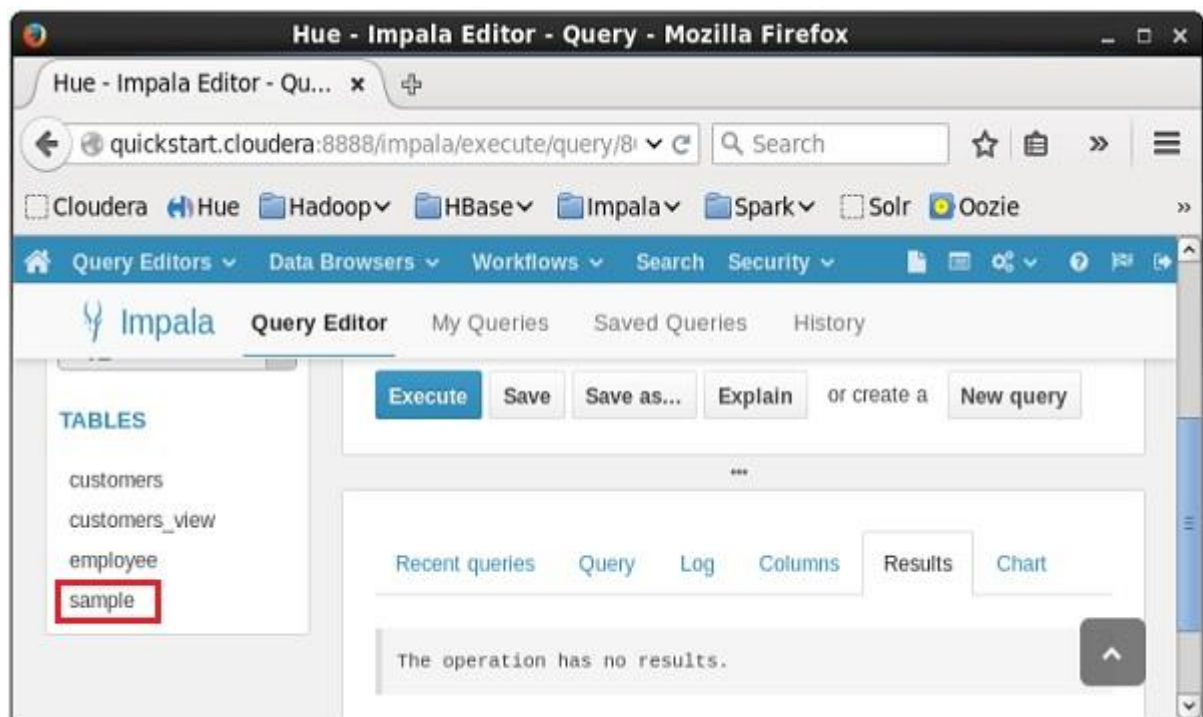 Hue - Impala Editor - Query - Mozilla Firefox
Hue - Impala Editor - Qu...
quickstart.cloudera:8888/impala/execute/query/8 Search
Cloudera Hue Hadoop HBase Impala Spark Solr Oozie
Query Editors Data Browsers Workflows Search Security
Impala Query Editor My Queries Saved Queries History
Execute Save Save as... Explain or create a New query
TABLES
customers
customers_view
employee
sample
Recent queries Query Log Columns Results Chart
The operation has no results.